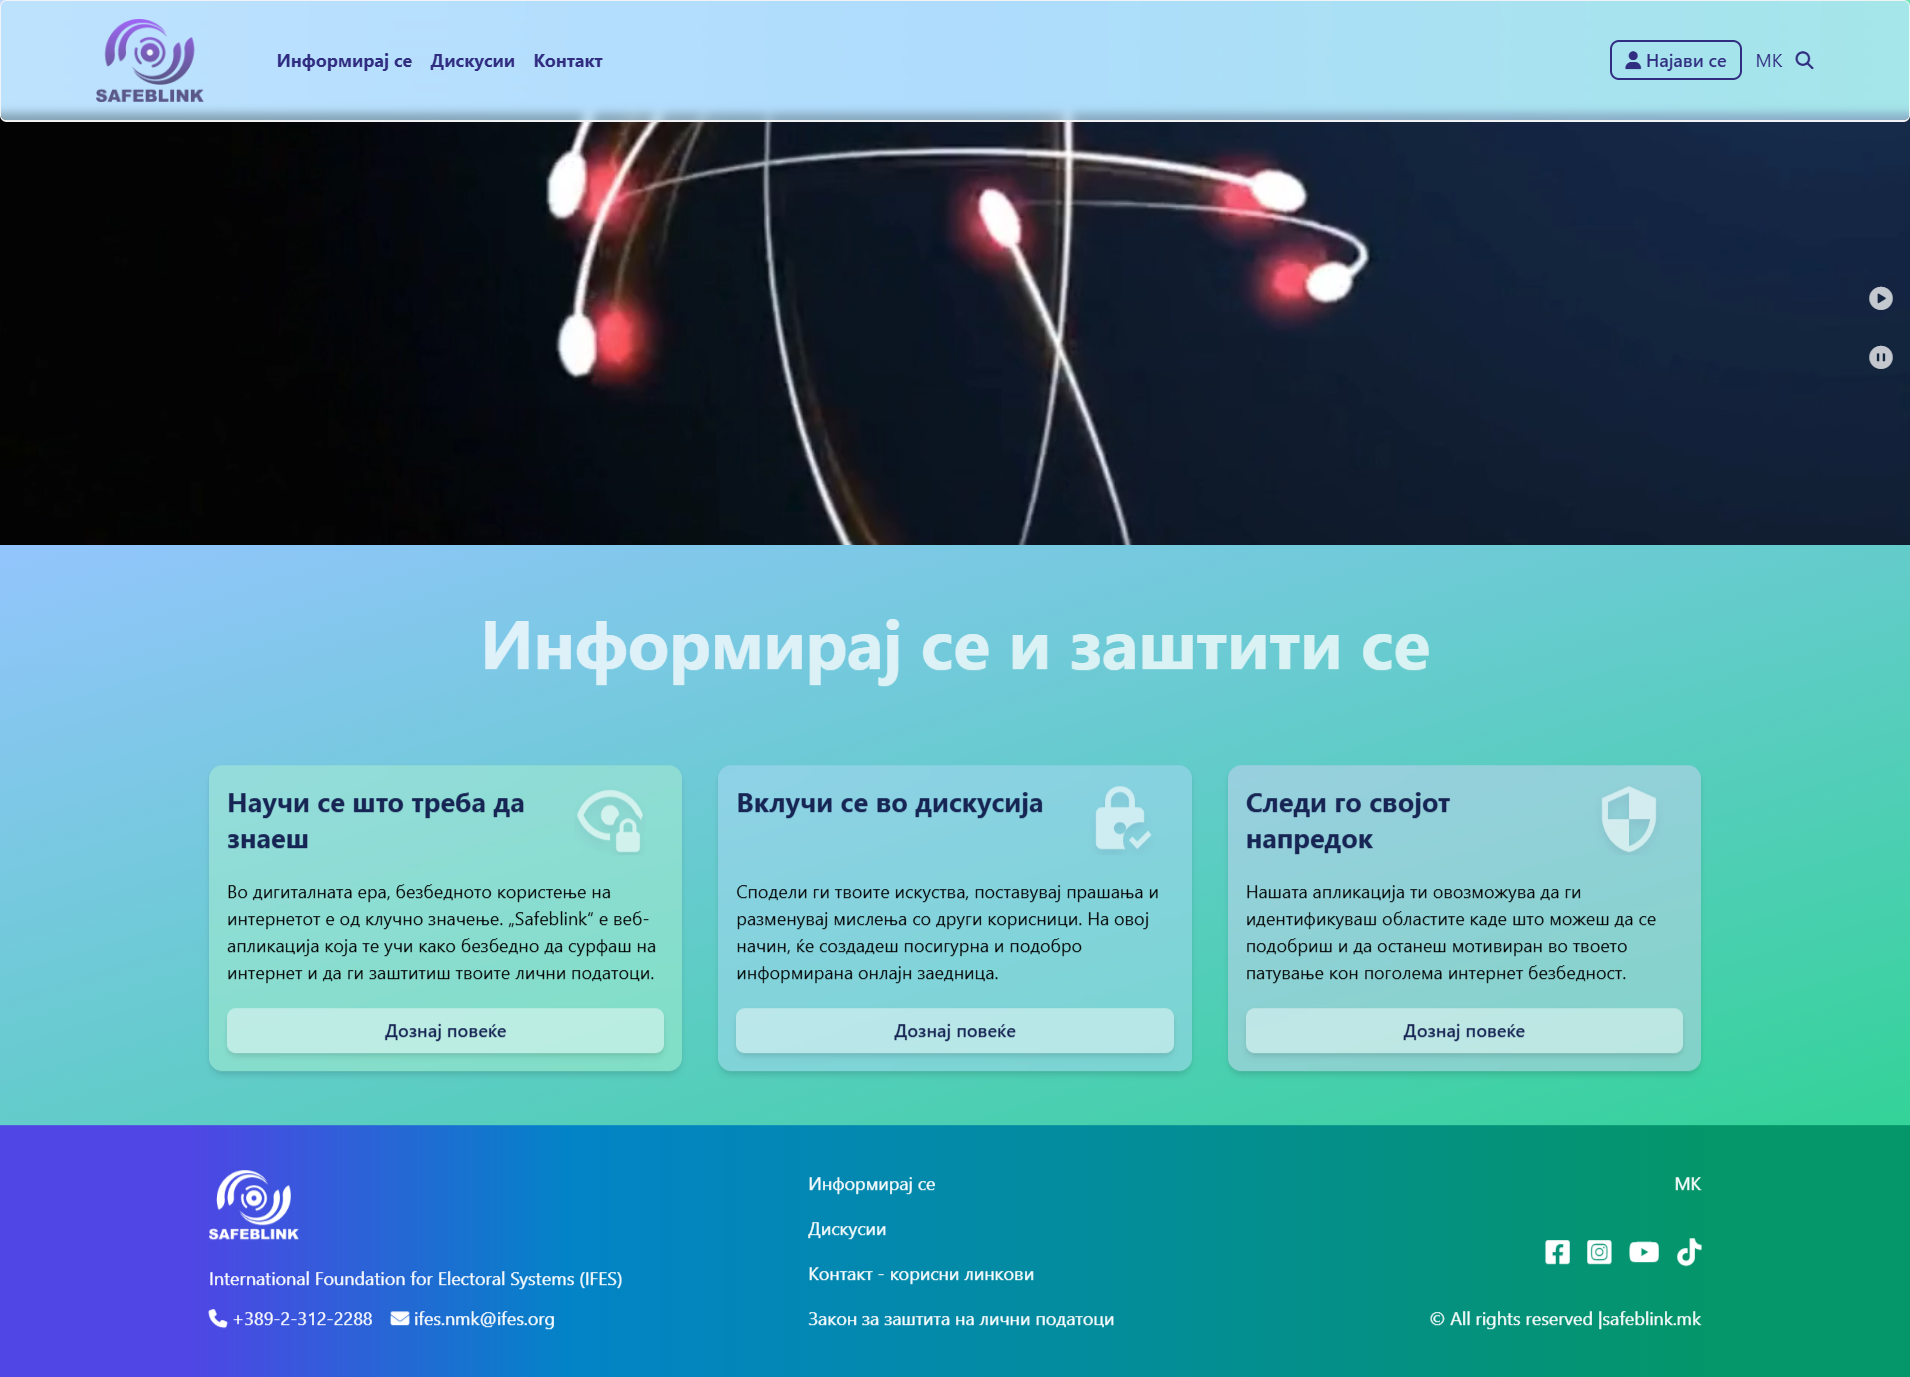 SAFEBLINK
Информирај се
Дискусии
Контакт
Најави се
МК
Информирај се и заштити се
Научи се што треба да
знаеш
Во дигиталната ера, безбедното користење на
интернетот е од клучно значење. „Safeblink“ е веб-
апликација која те учи како безбедно да сурфаш на
интернет и да ги заштитиш твоите лични податоци.
Дознај повеќе
Вклучи се во дискусија
Сподели ги твоите искуства, поставувај прашања и
разменувај мислења со други корисници. На овој
начин, ќе создадеш посигурна и подобро
информирана онлајн заедница.
Дознај повеќе
Следи го својот
напредок
Нашата апликација ти овозможува да ги
идентификуваш областите каде што можеш да се
подобриш и да останеш мотивиран во твоето
патување кон поголема интернет безбедност.
Дознај повеќе
SAFEBLINK
International Foundation for Electoral Systems (IFES)
+389-2-312-2288
ifes.nmk@ifes.org
Информирај се
Дискусии
Контакт - корисни линкови
Закон за заштита на лични податоци
МК
© All rights reserved |safeblink.mk